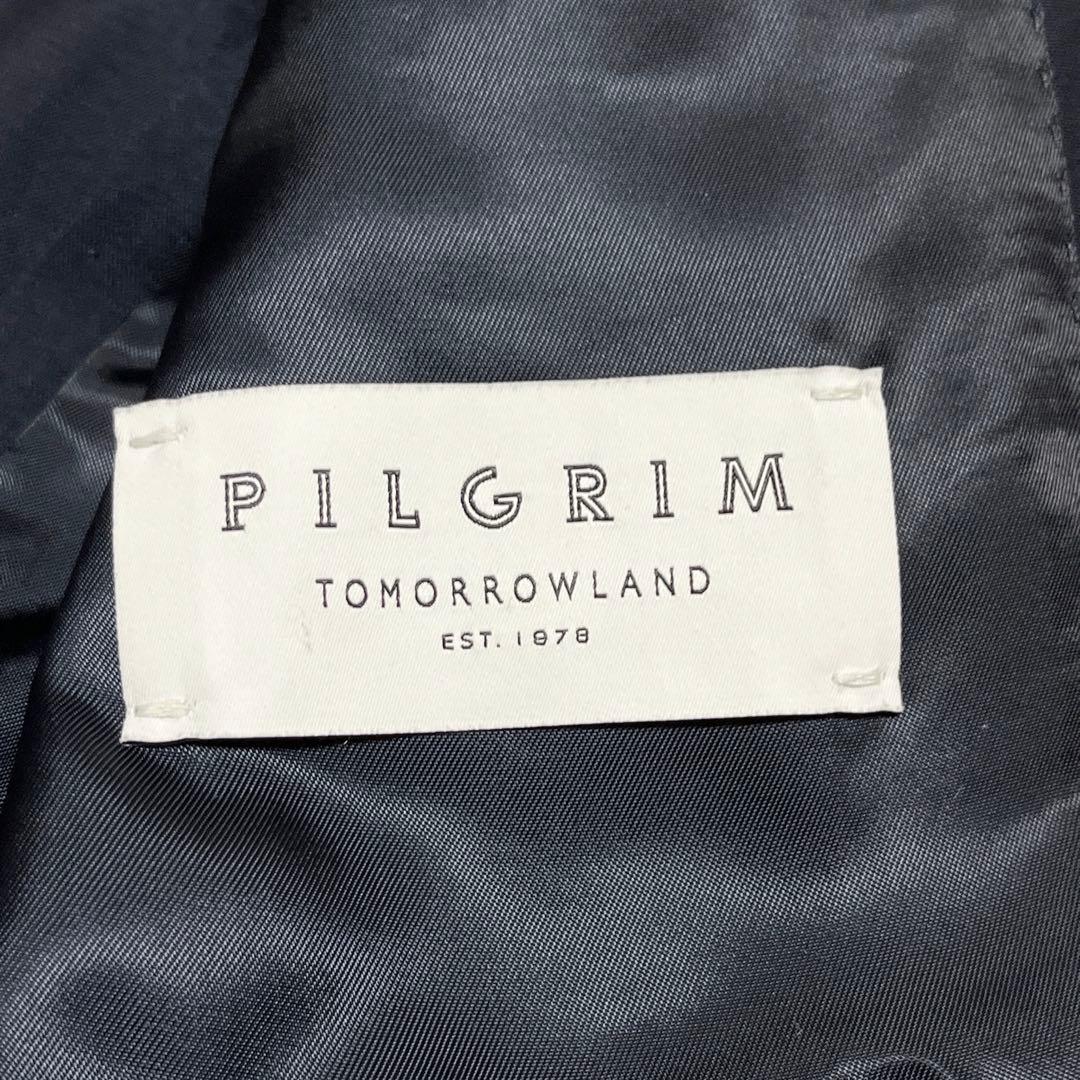 PILGRIM
TOMORROWLAND
EST. 1978